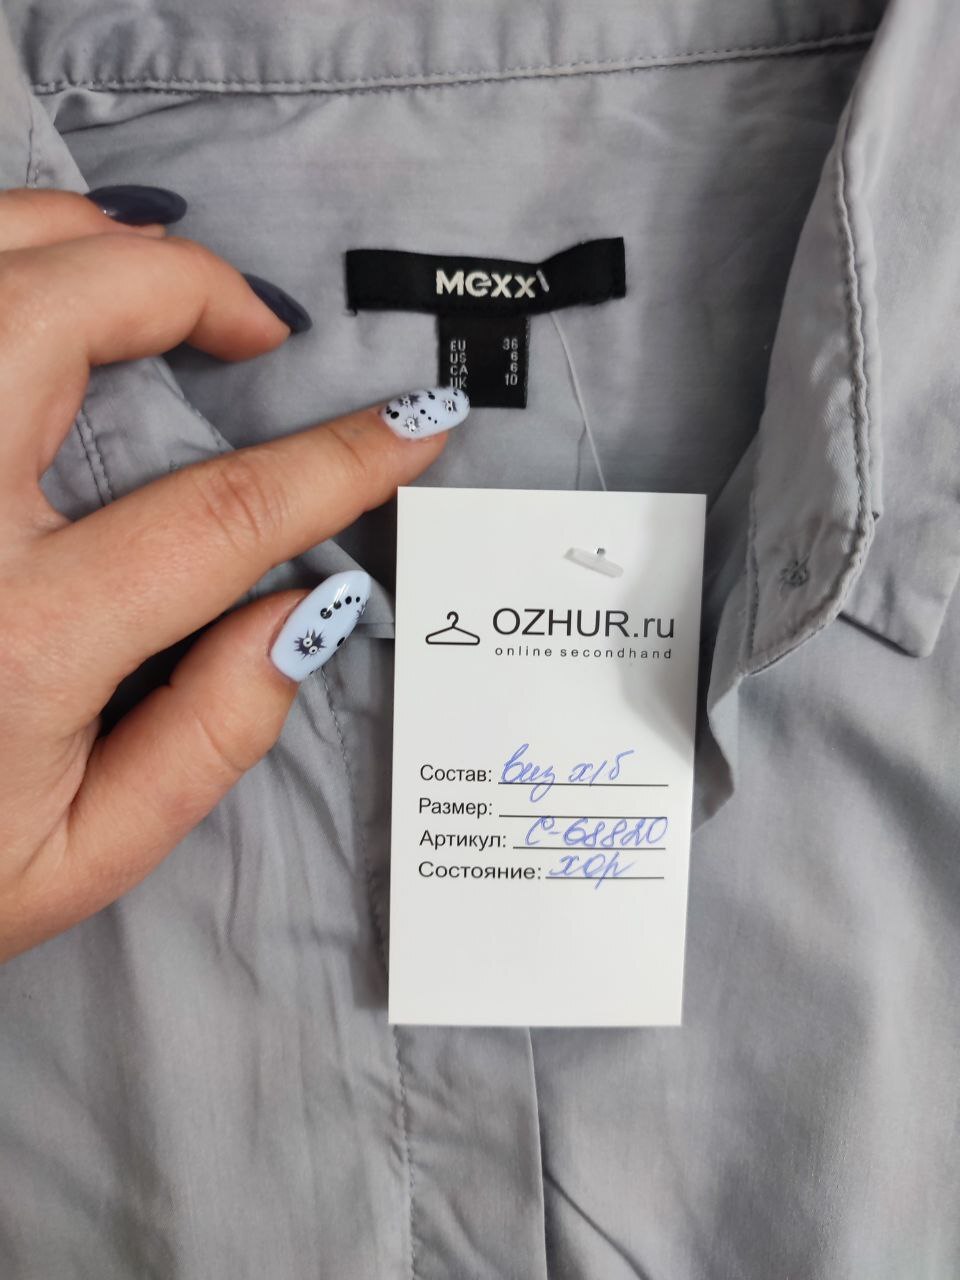 MEXX
EU 36
US 6
CA 6
UK 10
OZHUR.ru
online secondhand
Состав: виз х/б
Размер:
Артикул: С-68820
Состояние: хор